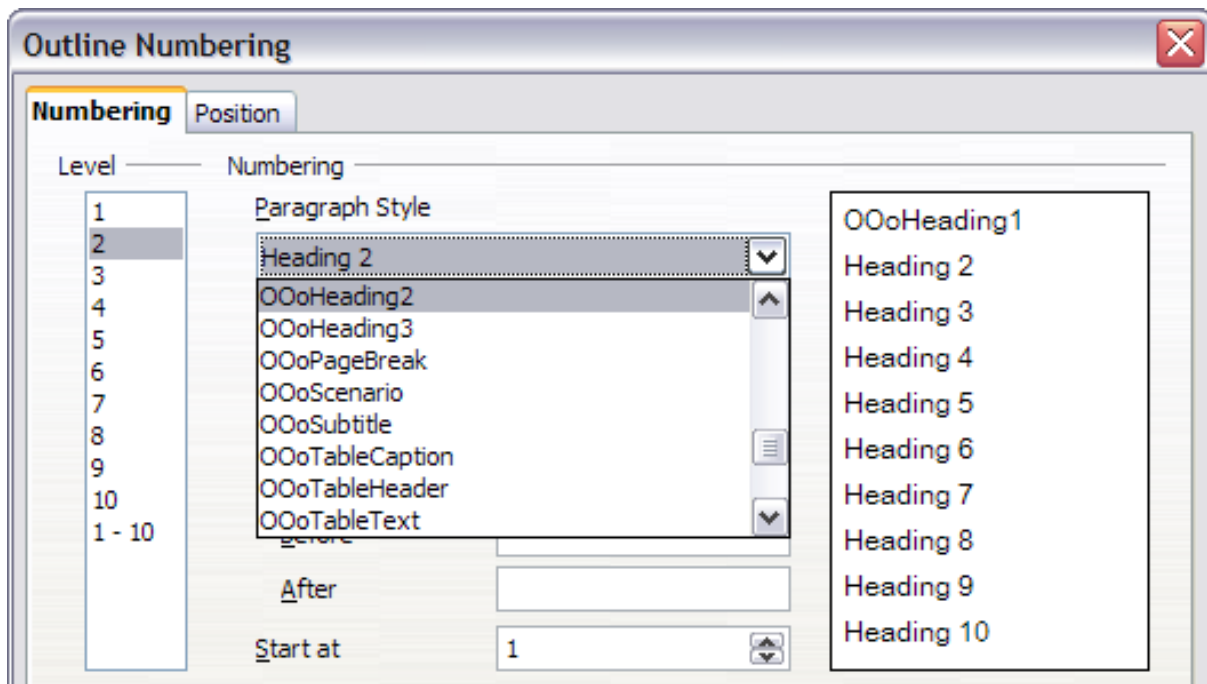 Outline Numbering
Numbering
Position
Level
Numbering
1
2
3
4
5
6
7
8
9
10
1 - 10
Paragraph Style
Heading 2
OOoHeading2
OOoHeading3
OOoPageBreak
OOoScenario
OOoSubtitle
OOoTableCaption
OOoTableHeader
OOoTableText
Before
After
Start at
1
OOoHeading1
Heading 2
Heading 3
Heading 4
Heading 5
Heading 6
Heading 7
Heading 8
Heading 9
Heading 10